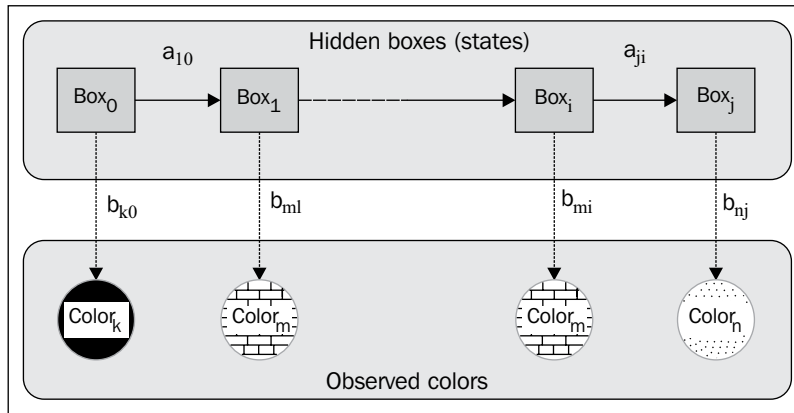 Hidden boxes (states)
a₁₀
aⱼᵢ
Box₀
Box₁
Boxᵢ
Boxⱼ
bₖ₀
bₘₗ
bₘᵢ
bₙⱼ
Colorₖ
Colorₘ
Colorₘ
Colorₙ
Observed colors